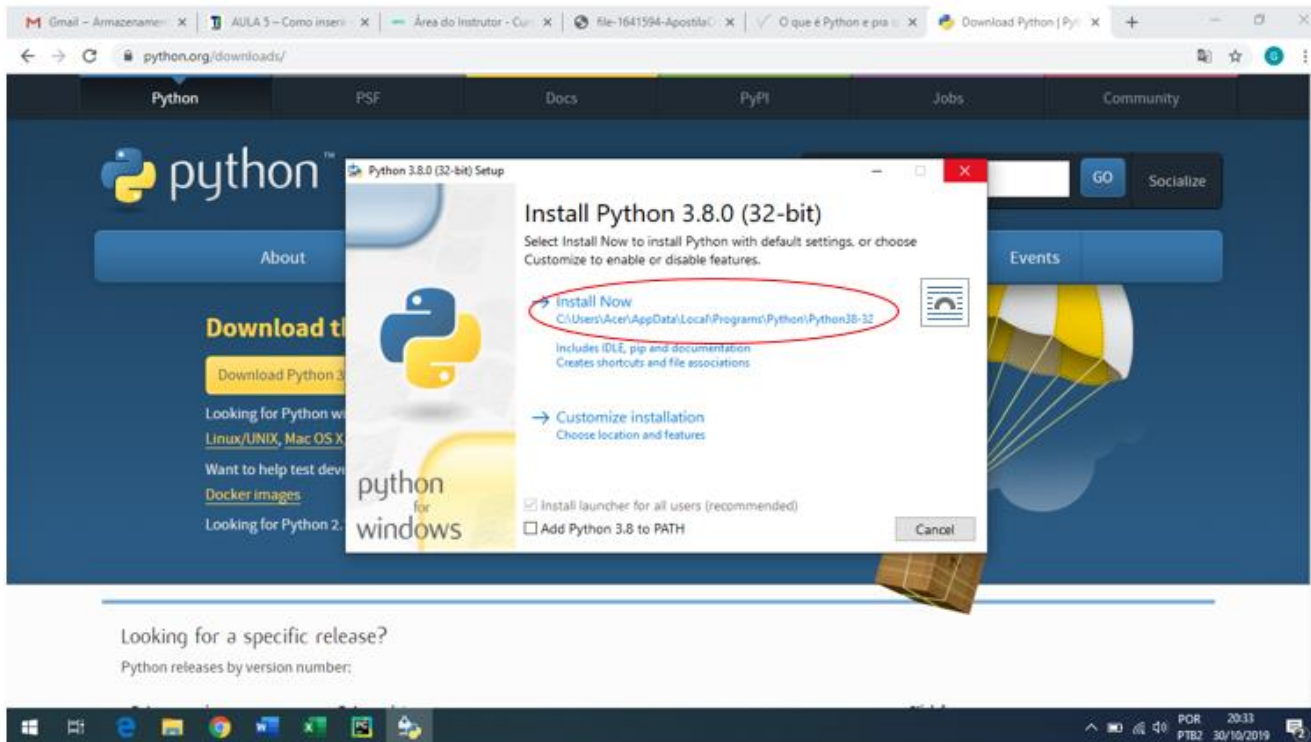 Gmail – Armazenamen
AULA 5 – Como inseri
Área do Instrutor - Cur
file-1641594-Apostila
O que é Python e pra
Download Python | Pyt
python.org/downloads/
G
Python
PSF
Docs
PyPI
Jobs
Community
python™
GO
Socialize
About
Events
Python 3.8.0 (32-bit) Setup
Install Python 3.8.0 (32-bit)
Select Install Now to install Python with default settings, or choose
Customize to enable or disable features.
Install Now
C:\Users\Acer\AppData\Local\Programs\Python\Python38-32
Includes IDLE, pip and documentation
Creates shortcuts and file associations
Customize installation
Choose location and features
Install launcher for all users (recommended)
Add Python 3.8 to PATH
Cancel
python
for
windows
Download t
Download Python 3
Looking for Python w
Linux/UNIX, Mac OS X
Want to help test deve
Docker images
Looking for Python 2.
Looking for a specific release?
Python releases by version number:
POR
PTB2
20:33
30/10/2019